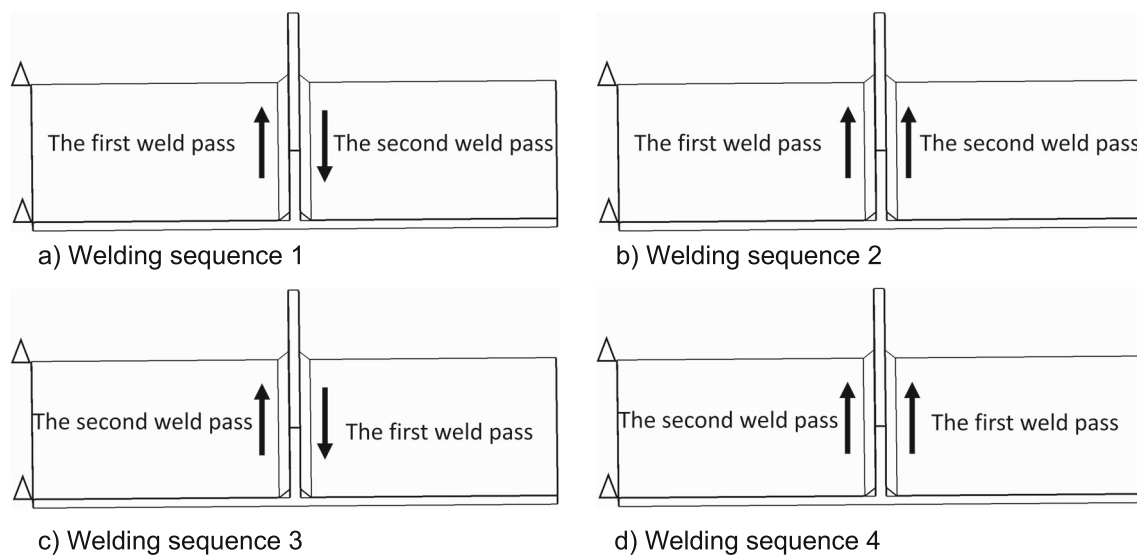 The first weld pass
The second weld pass
The first weld pass
The second weld pass
a) Welding sequence 1
b) Welding sequence 2
The second weld pass
The first weld pass
The second weld pass
The first weld pass
c) Welding sequence 3
d) Welding sequence 4